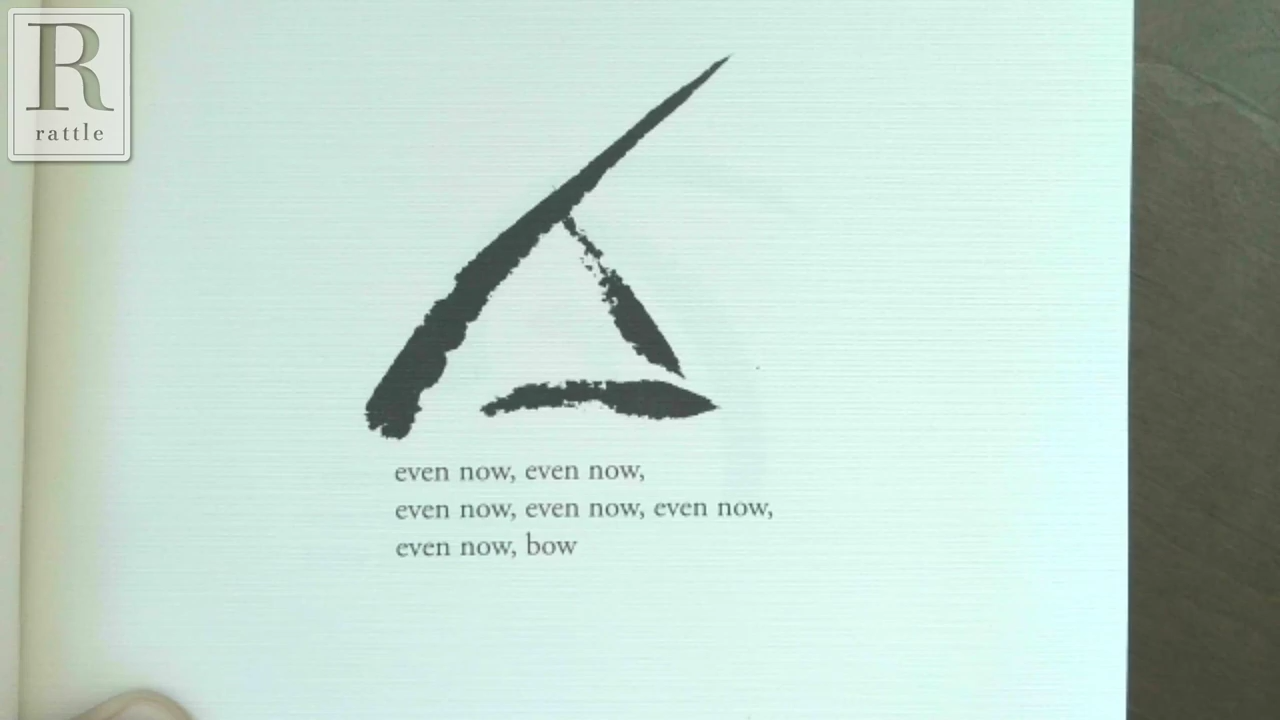 R
rattle
even now, even now,
even now, even now, even now,
even now, bow